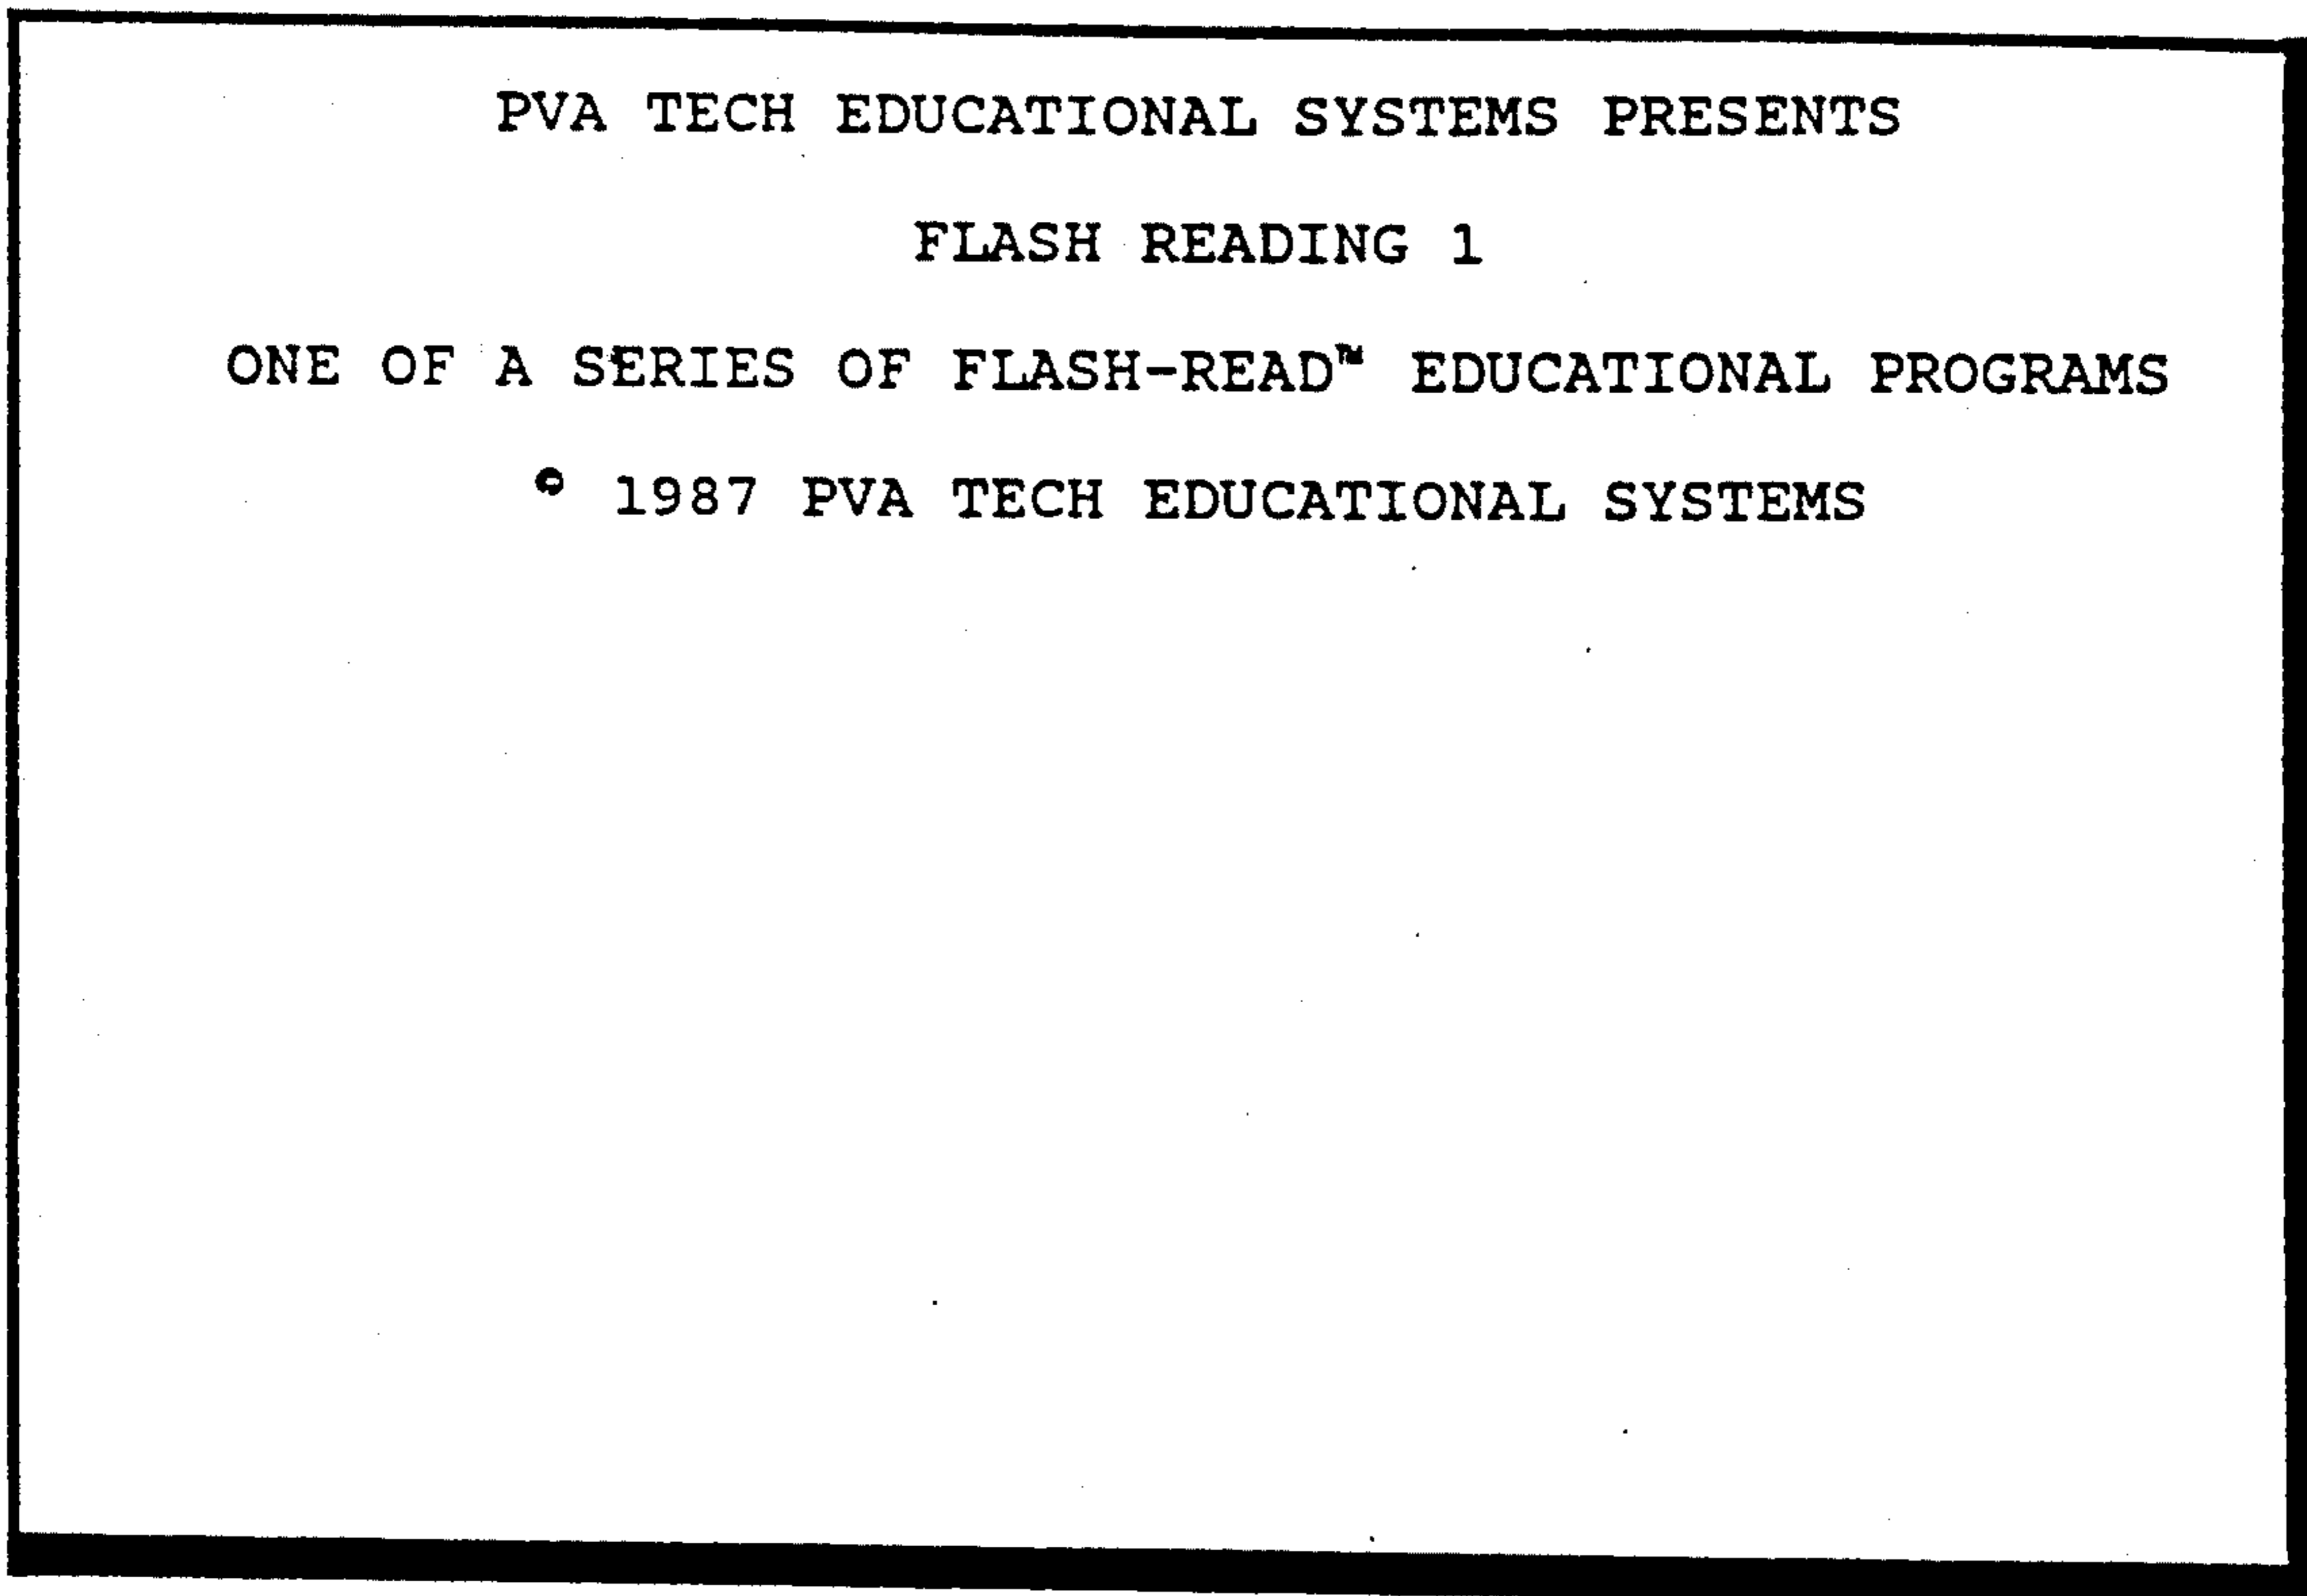 PVA TECH EDUCATIONAL SYSTEMS PRESENTS
FLASH READING 1
ONE OF A SERIES OF FLASH-READ™ EDUCATIONAL PROGRAMS
© 1987 PVA TECH EDUCATIONAL SYSTEMS